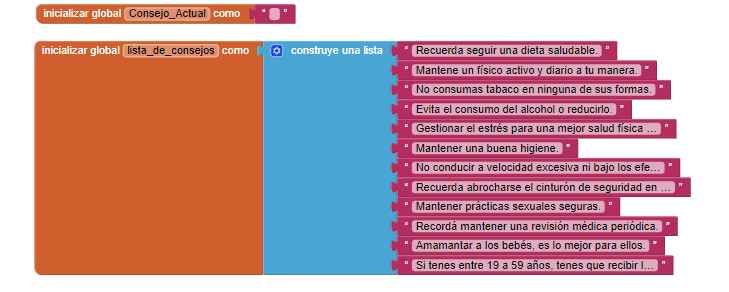 inicializar global Consejo_Actual como " "
inicializar global lista_de_consejos como construye una lista " Recuerda seguir una dieta saludable. "
" Mantene un físico activo y diario a tu manera. "
" No consumas tabaco en ninguna de sus formas. "
" Evita el consumo del alcohol o reducirlo. "
" Gestionar el estrés para una mejor salud física ... "
" Mantener una buena higiene. "
" No conducir a velocidad excesiva ni bajo los efe... "
" Recuerda abrocharse el cinturón de seguridad en ... "
" Mantener prácticas sexuales seguras. "
" Recordá mantener una revisión médica periódica. "
" Amamantar a los bebés, es lo mejor para ellos. "
" Si tenes entre 19 a 59 años, tenes que recibir l... "